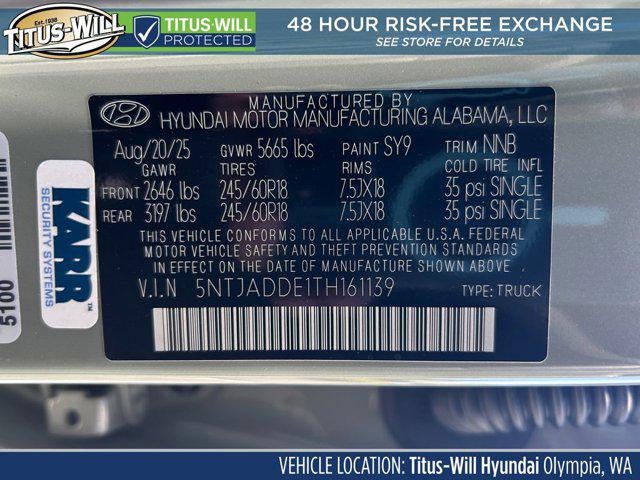 Est. 1938
TITUS-WILL
TITUS-WILL
PROTECTED
48 HOUR RISK-FREE EXCHANGE
SEE STORE FOR DETAILS
MANUFACTURED BY
HYUNDAI MOTOR MANUFACTURING ALABAMA, LLC
Aug/20/25 GVWR 5665 lbs PAINT SY9 TRIM NNB
GAWR TIRES RIMS COLD TIRE INFL
FRONT 2646 lbs 245/60R18 7.5JX18 35 psi SINGLE
REAR 3197 lbs 245/60R18 7.5JX18 35 psi SINGLE
THIS VEHICLE CONFORMS TO ALL APPLICABLE U.S.A. FEDERAL
MOTOR VEHICLE SAFETY AND THEFT PREVENTION STANDARDS
IN EFFECT ON THE DATE OF MANUFACTURE SHOWN ABOVE.
V.I.N 5NTJADDE1TH161139 TYPE: TRUCK
5100
KARR™
SECURITY SYSTEMS
VEHICLE LOCATION: Titus-Will Hyundai Olympia, WA